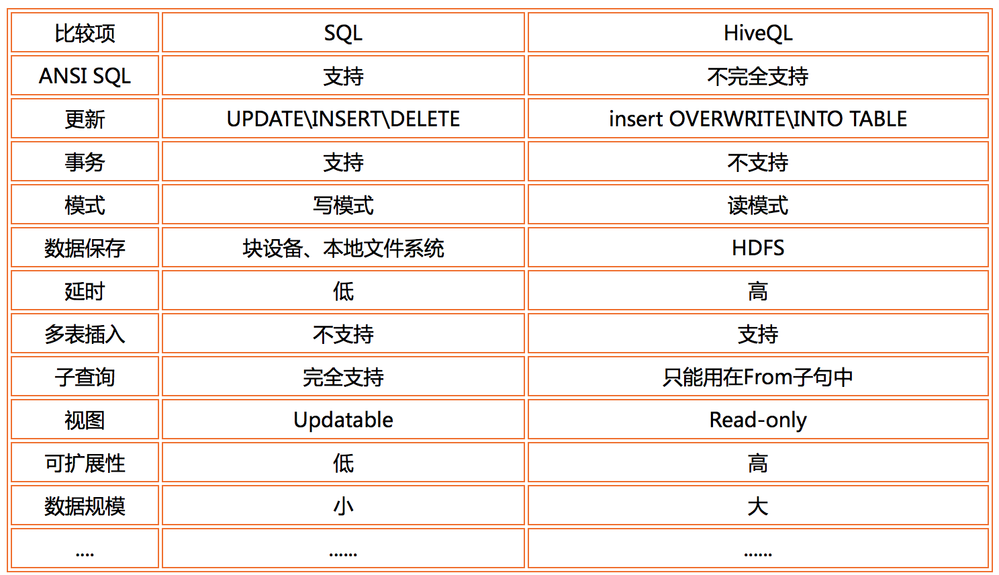 比较项 SQL HiveQL
ANSI SQL 支持 不完全支持
更新 UPDATE\INSERT\DELETE insert OVERWRITE\INTO TABLE
事务 支持 不支持
模式 写模式 读模式
数据保存 块设备、本地文件系统 HDFS
延时 低 高
多表插入 不支持 支持
子查询 完全支持 只能用在From子句中
视图 Updatable Read-only
可扩展性 低 高
数据规模 小 大
.... ...... ......